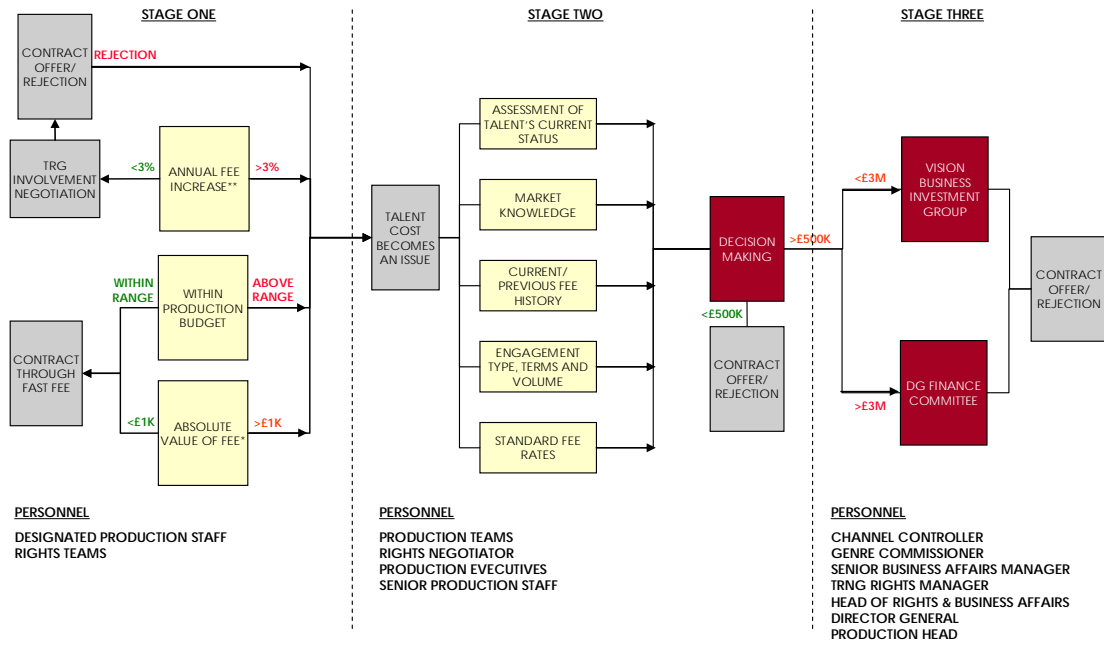 STAGE ONE
CONTRACT
OFFER/
REJECTION
REJECTION
TRG
INVOLVEMENT
NEGOTIATION
<3%
ANNUAL FEE
INCREASE**
>3%
WITHIN
RANGE
WITHIN
PRODUCTION
BUDGET
ABOVE
RANGE
CONTRACT
THROUGH
FAST FEE
<£1K
ABSOLUTE
VALUE OF FEE*
>£1K
PERSONNEL
DESIGNATED PRODUCTION STAFF
RIGHTS TEAMS
STAGE TWO
TALENT
COST
BECOMES
AN ISSUE
ASSESSMENT OF
TALENT'S CURRENT
STATUS
MARKET
KNOWLEDGE
CURRENT/
PREVIOUS FEE
HISTORY
ENGAGEMENT
TYPE, TERMS AND
VOLUME
STANDARD FEE
RATES
DECISION
MAKING
>£500K
<£500K
CONTRACT
OFFER/
REJECTION
PERSONNEL
PRODUCTION TEAMS
RIGHTS NEGOTIATOR
PRODUCTION EXECUTIVES
SENIOR PRODUCTION STAFF
STAGE THREE
<£3M
VISION
BUSINESS
INVESTMENT
GROUP
>£3M
DG FINANCE
COMMITTEE
CONTRACT
OFFER/
REJECTION
PERSONNEL
CHANNEL CONTROLLER
GENRE COMMISSIONER
SENIOR BUSINESS AFFAIRS MANAGER
TRNG RIGHTS MANAGER
HEAD OF RIGHTS & BUSINESS AFFAIRS
DIRECTOR GENERAL
PRODUCTION HEAD